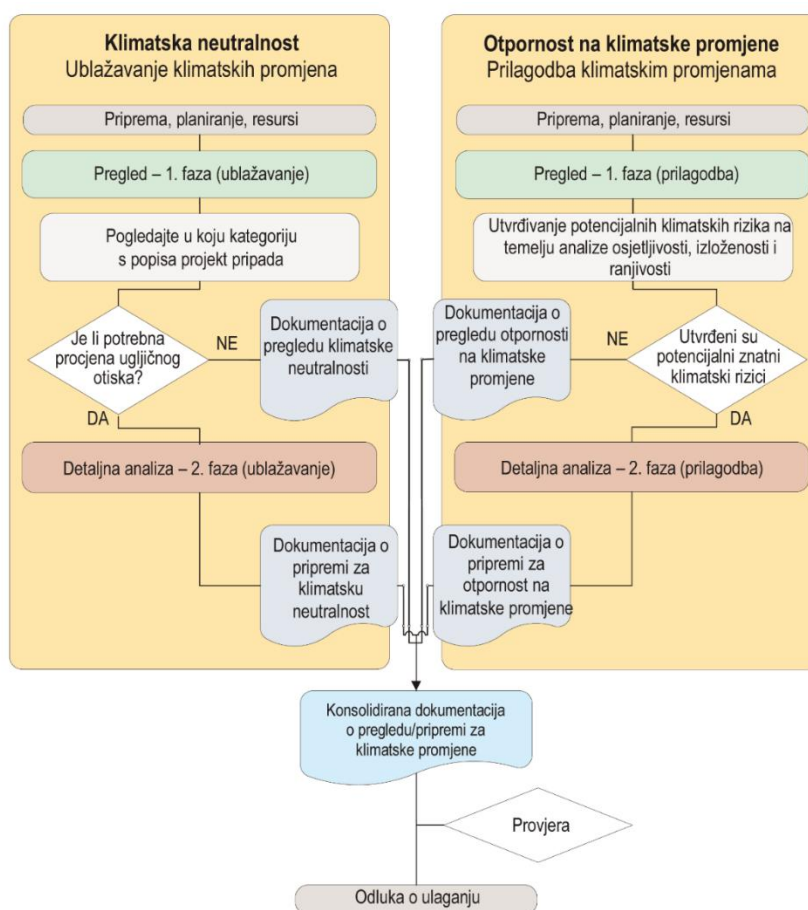 Klimatska neutralnost
Ublažavanje klimatskih promjena
Priprema, planiranje, resursi
Pregled – 1. faza (ublažavanje)
Pogledajte u koju kategoriju
s popisa projekt pripada
Je li potrebna
procjena ugljičnog
otiska?
NE
Dokumentacija o
pregledu klimatske
neutralnosti
DA
Detaljna analiza – 2. faza (ublažavanje)
Dokumentacija o
pripremi za
klimatsku
neutralnost
Otpornost na klimatske promjene
Prilagodba klimatskim promjenama
Priprema, planiranje, resursi
Pregled – 1. faza (prilagodba)
Utvrđivanje potencijalnih klimatskih rizika na
temelju analize osjetljivosti, izloženosti i
ranjivosti
Dokumentacija o
pregledu otpornosti
na klimatske
promjene
NE
Utvrđeni su
potencijalni znatni
klimatski rizici
DA
Detaljna analiza – 2. faza (prilagodba)
Dokumentacija o
pripremi za
otpornost na
klimatske promjene
Konsolidirana dokumentacija
o pregledu/pripremi za
klimatske promjene
Provjera
Odluka o ulaganju